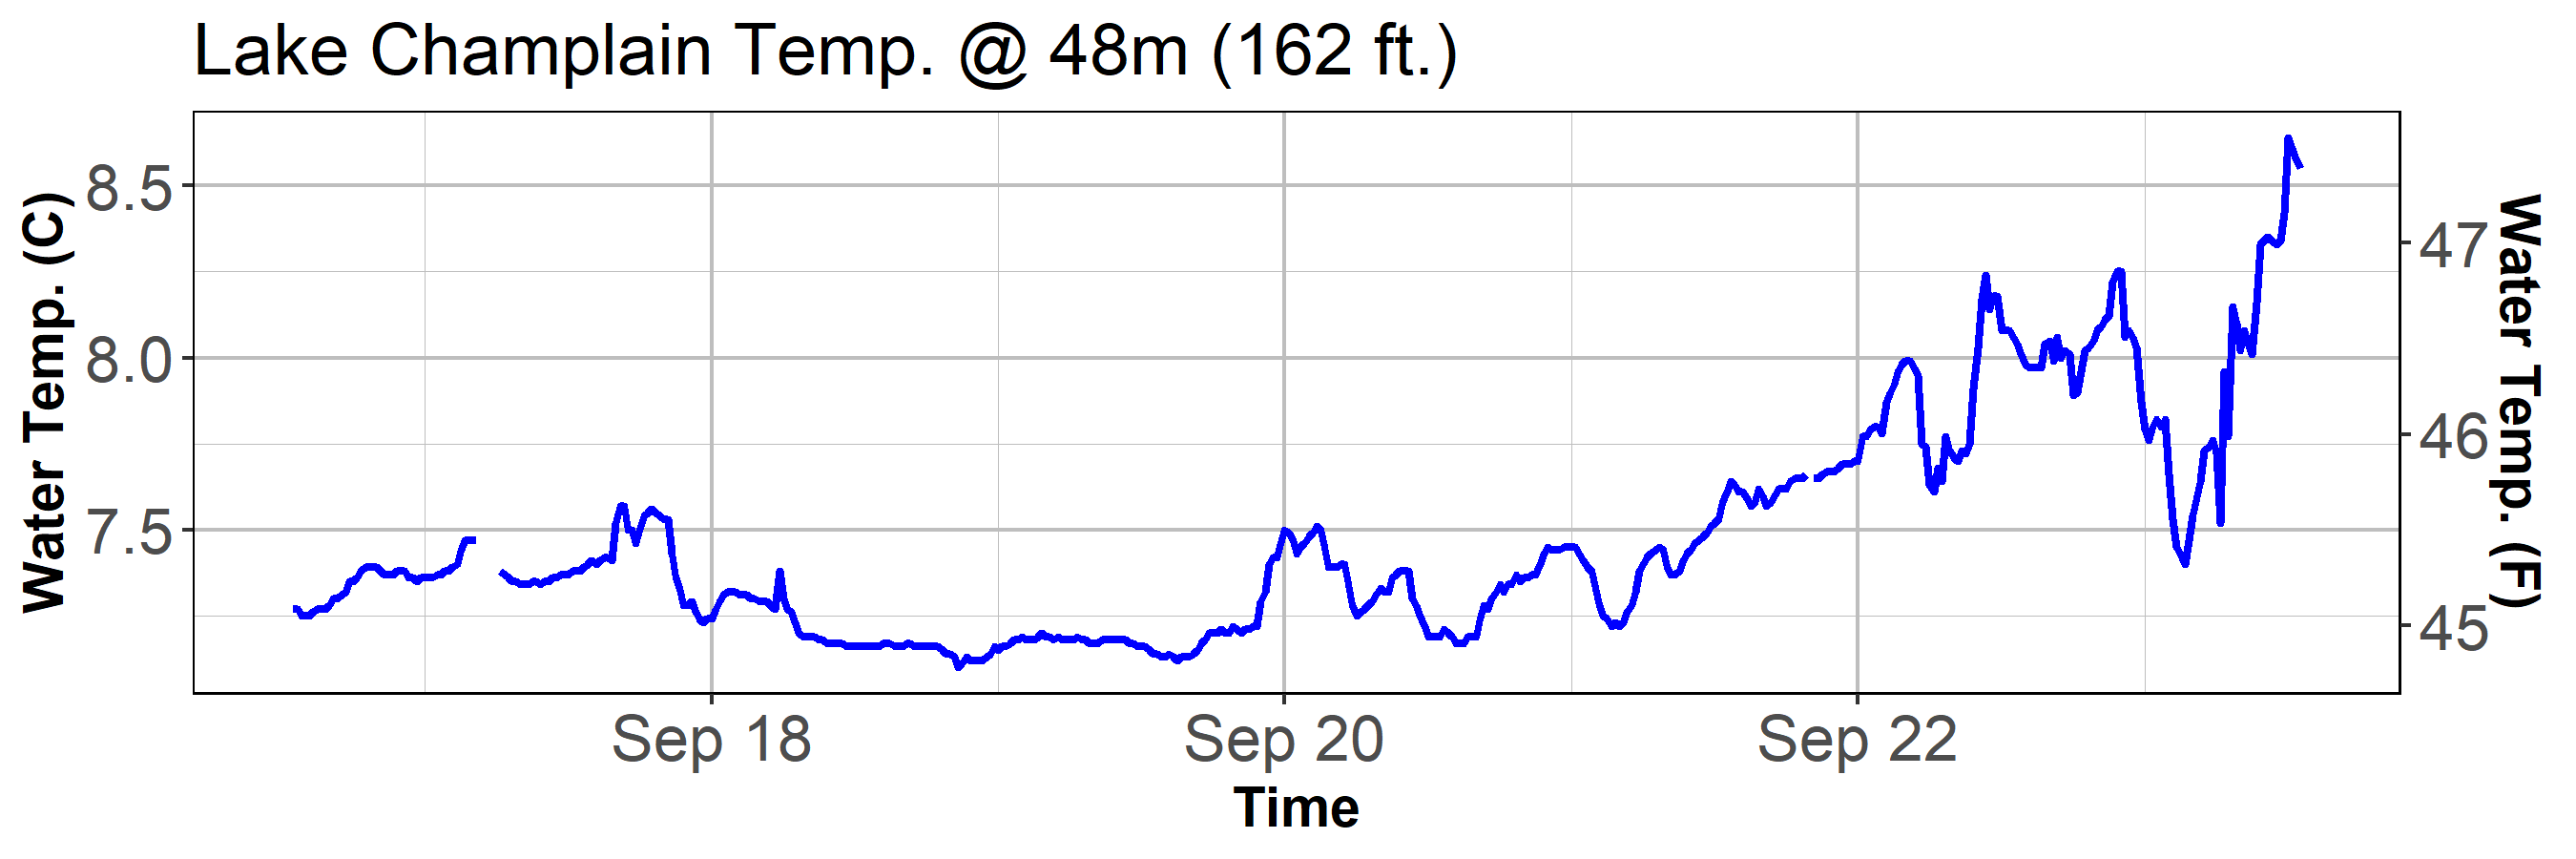 Lake Champlain Temp. @ 48m (162 ft.)
Water Temp. (C)
8.5
8.0
7.5
47
46
45
Water Temp. (F)
Sep 18 Sep 20 Sep 22
Time